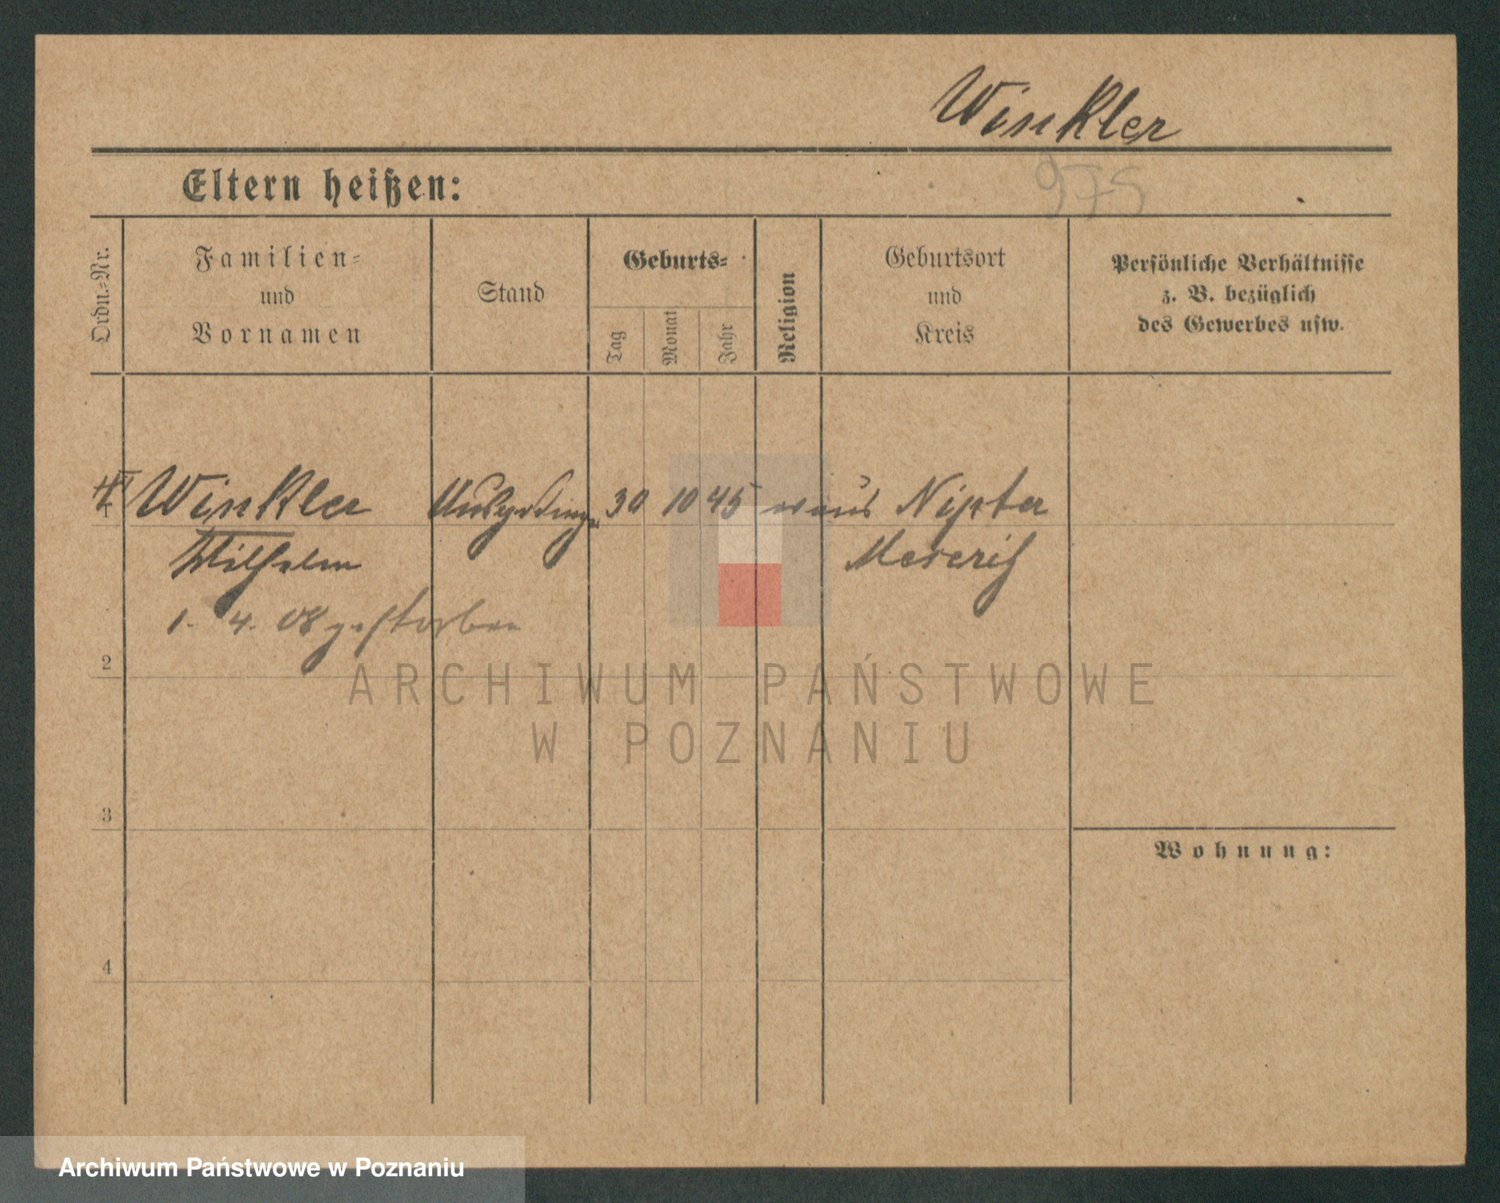 Winkler
975
Eltern heißen:
Ordn.-Nr.
Familien-
und
Vornamen
Stand
Geburts-
Tag
Monat
Jahr
Religion
Geburtsort
und
Kreis
Persönliche Verhältnisse
z. B. bezüglich
des Gewerbes usw.
1 Winkler 30 10 45 Nipter
Wilhelm Meseritz
1. 4. 08 gestorben
2
3
4
Wohnung:
ARCHIWUM PAŃSTWOWE
W POZNANIU
Archiwum Państwowe w Poznaniu